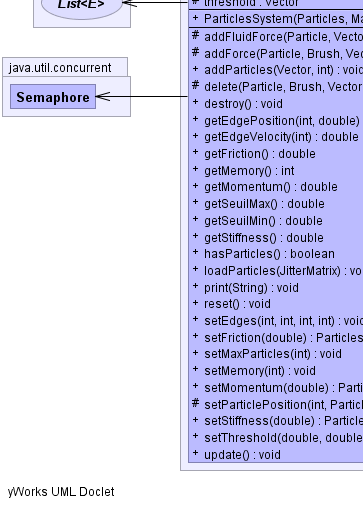 List<E>
threshold : Vector
+ ParticlesSystem(Particles, Ma
# addFluidForce(Particle, Vecto
# addForce(Particle, Brush, Vec
java.util.concurrent
+ addParticles(Vector, int) : void
# delete(Particle, Brush, Vector
Semaphore
+ destroy() : void
+ getEdgePosition(int, double)
+ getEdgeVelocity(int) : double
+ getFriction() : double
+ getMemory() : int
+ getMomentum() : double
+ getSeuilMax() : double
+ getSeuilMin() : double
+ getStiffness() : double
+ hasParticles() : boolean
+ loadParticles(JitterMatrix) : vo
+ print(String) : void
+ reset() : void
+ setEdges(int, int, int, int) : void
+ setFriction(double) : Particles
+ setMaxParticles(int) : void
+ setMemory(int) : void
+ setMomentum(double) : Parti
# setParticlePosition(int, Particl
+ setStiffness(double) : Particle
+ setThreshold(double, double
+ update() : void
yWorks UML Doclet